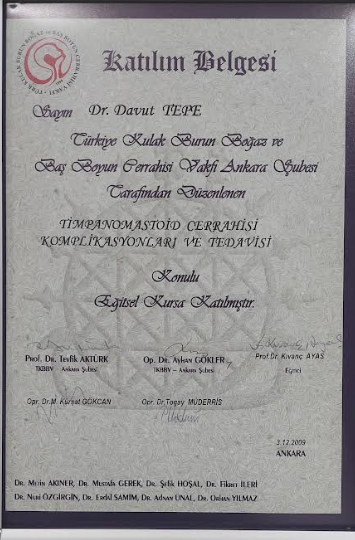 Katılım Belgesi
Sayın Dr. Davut TEPE
Türkiye Kulak Burun Boğaz ve
Baş Boyun Cerrahisi Vakfı Ankara Şubesi
Tarafından Düzenlenen
TİMPANOMASTOİD CERRAHİSİ
KOMPLİKASYONLARI VE TEDAVİSİ
Konulu
Eğitsel Kursa Katılmıştır.
Prof. Dr. Tevfik AKTÜRK
TKBBV – Ankara Şubesi
Op. Dr. Ayhan GÖKLER
TKBBV – Ankara Şubesi
Prof Dr. Kıvanç AYAS
Eğitici
Opr. Dr.M. Kürşat GÖKCAN
Opr. Dr.Togay MÜDERRİS
3.12.2009
ANKARA
Dr. Metin AKINER, Dr. Mustafa GEREK, Dr. Şefik HOŞAL, Dr. Fikret İLERİ
Dr. Nuri ÖZGİRGİN, Dr. Erdal SAMIM, Dr. Adnan ÜNAL, Dr. Orhan YILMAZ